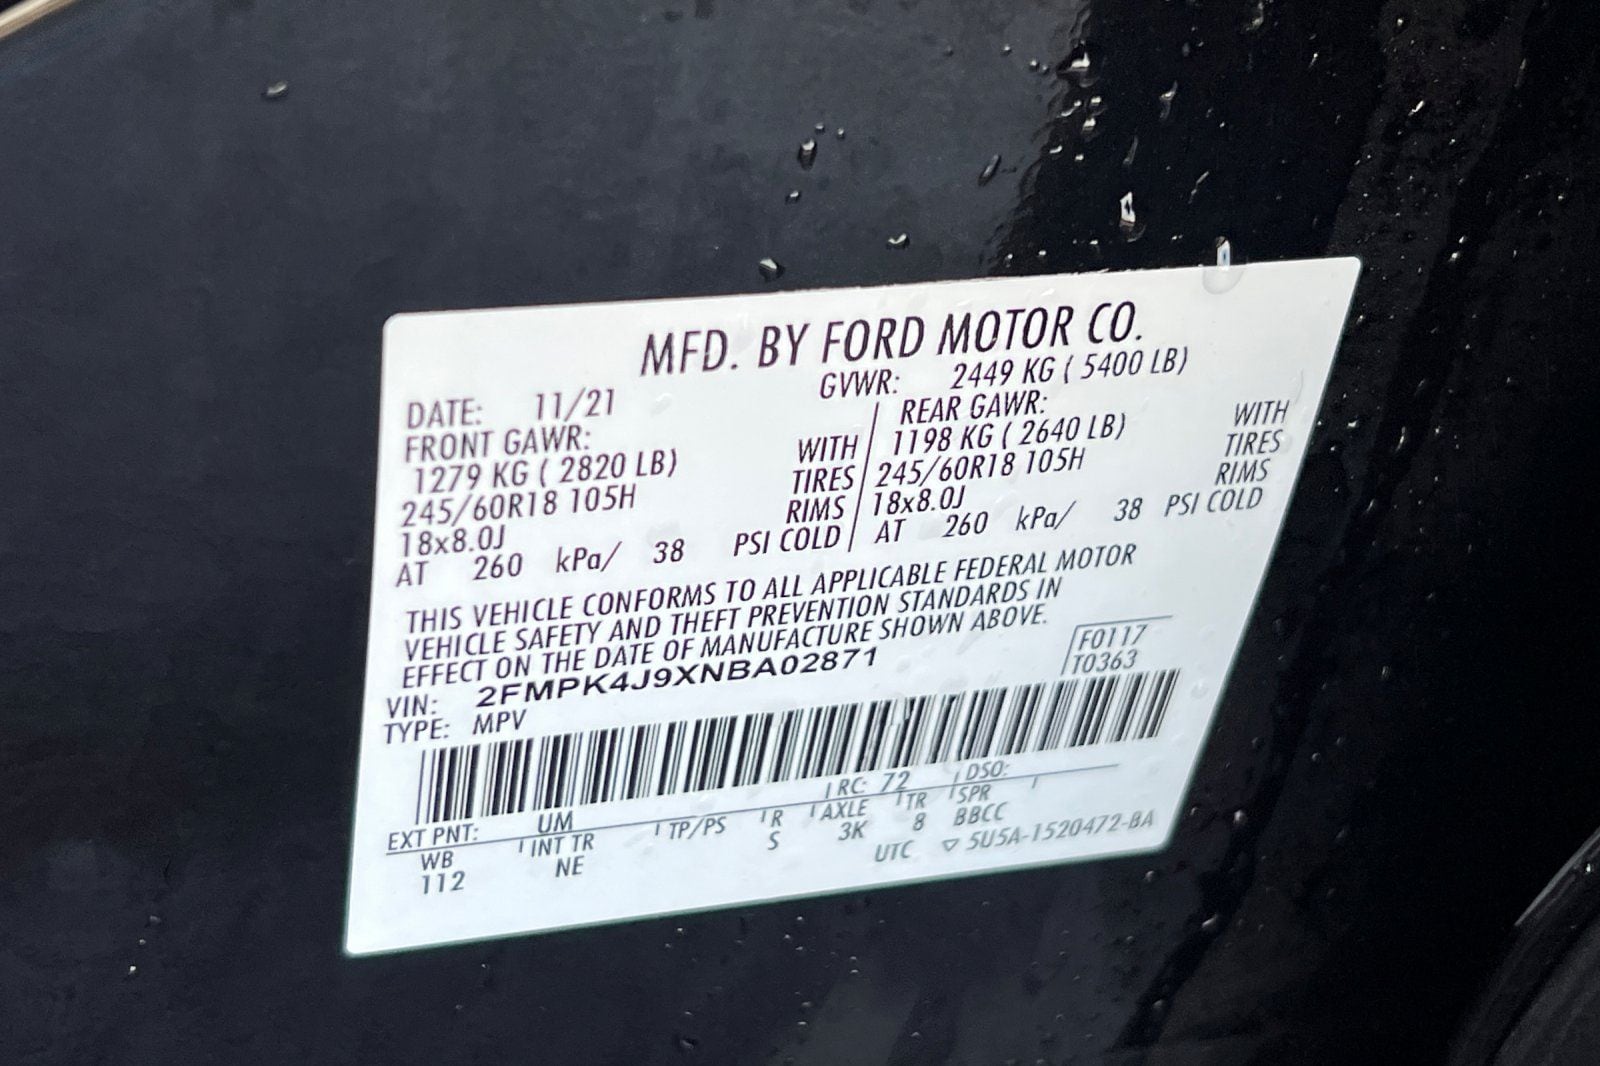 MFD. BY FORD MOTOR CO.
DATE: 11/21 GVWR: 2449 KG ( 5400 LB)
FRONT GAWR: REAR GAWR:
1279 KG ( 2820 LB) WITH 1198 KG ( 2640 LB) WITH
245/60R18 105H TIRES 245/60R18 105H TIRES
18x8.0J RIMS 18x8.0J RIMS
AT 260 kPa/ 38 PSI COLD AT 260 kPa/ 38 PSI COLD
THIS VEHICLE CONFORMS TO ALL APPLICABLE FEDERAL MOTOR
VEHICLE SAFETY AND THEFT PREVENTION STANDARDS IN
EFFECT ON THE DATE OF MANUFACTURE SHOWN ABOVE.
VIN: 2FMPK4J9XNBA02871 F0117
TYPE: MPV T0363
EXT PNT: UM RC: 72 DSO:
WB INT TR TP/PS R AXLE TR SPR
112 NE S 3K 8 BBCC
UTC ▽ 5U5A-1520472-BA